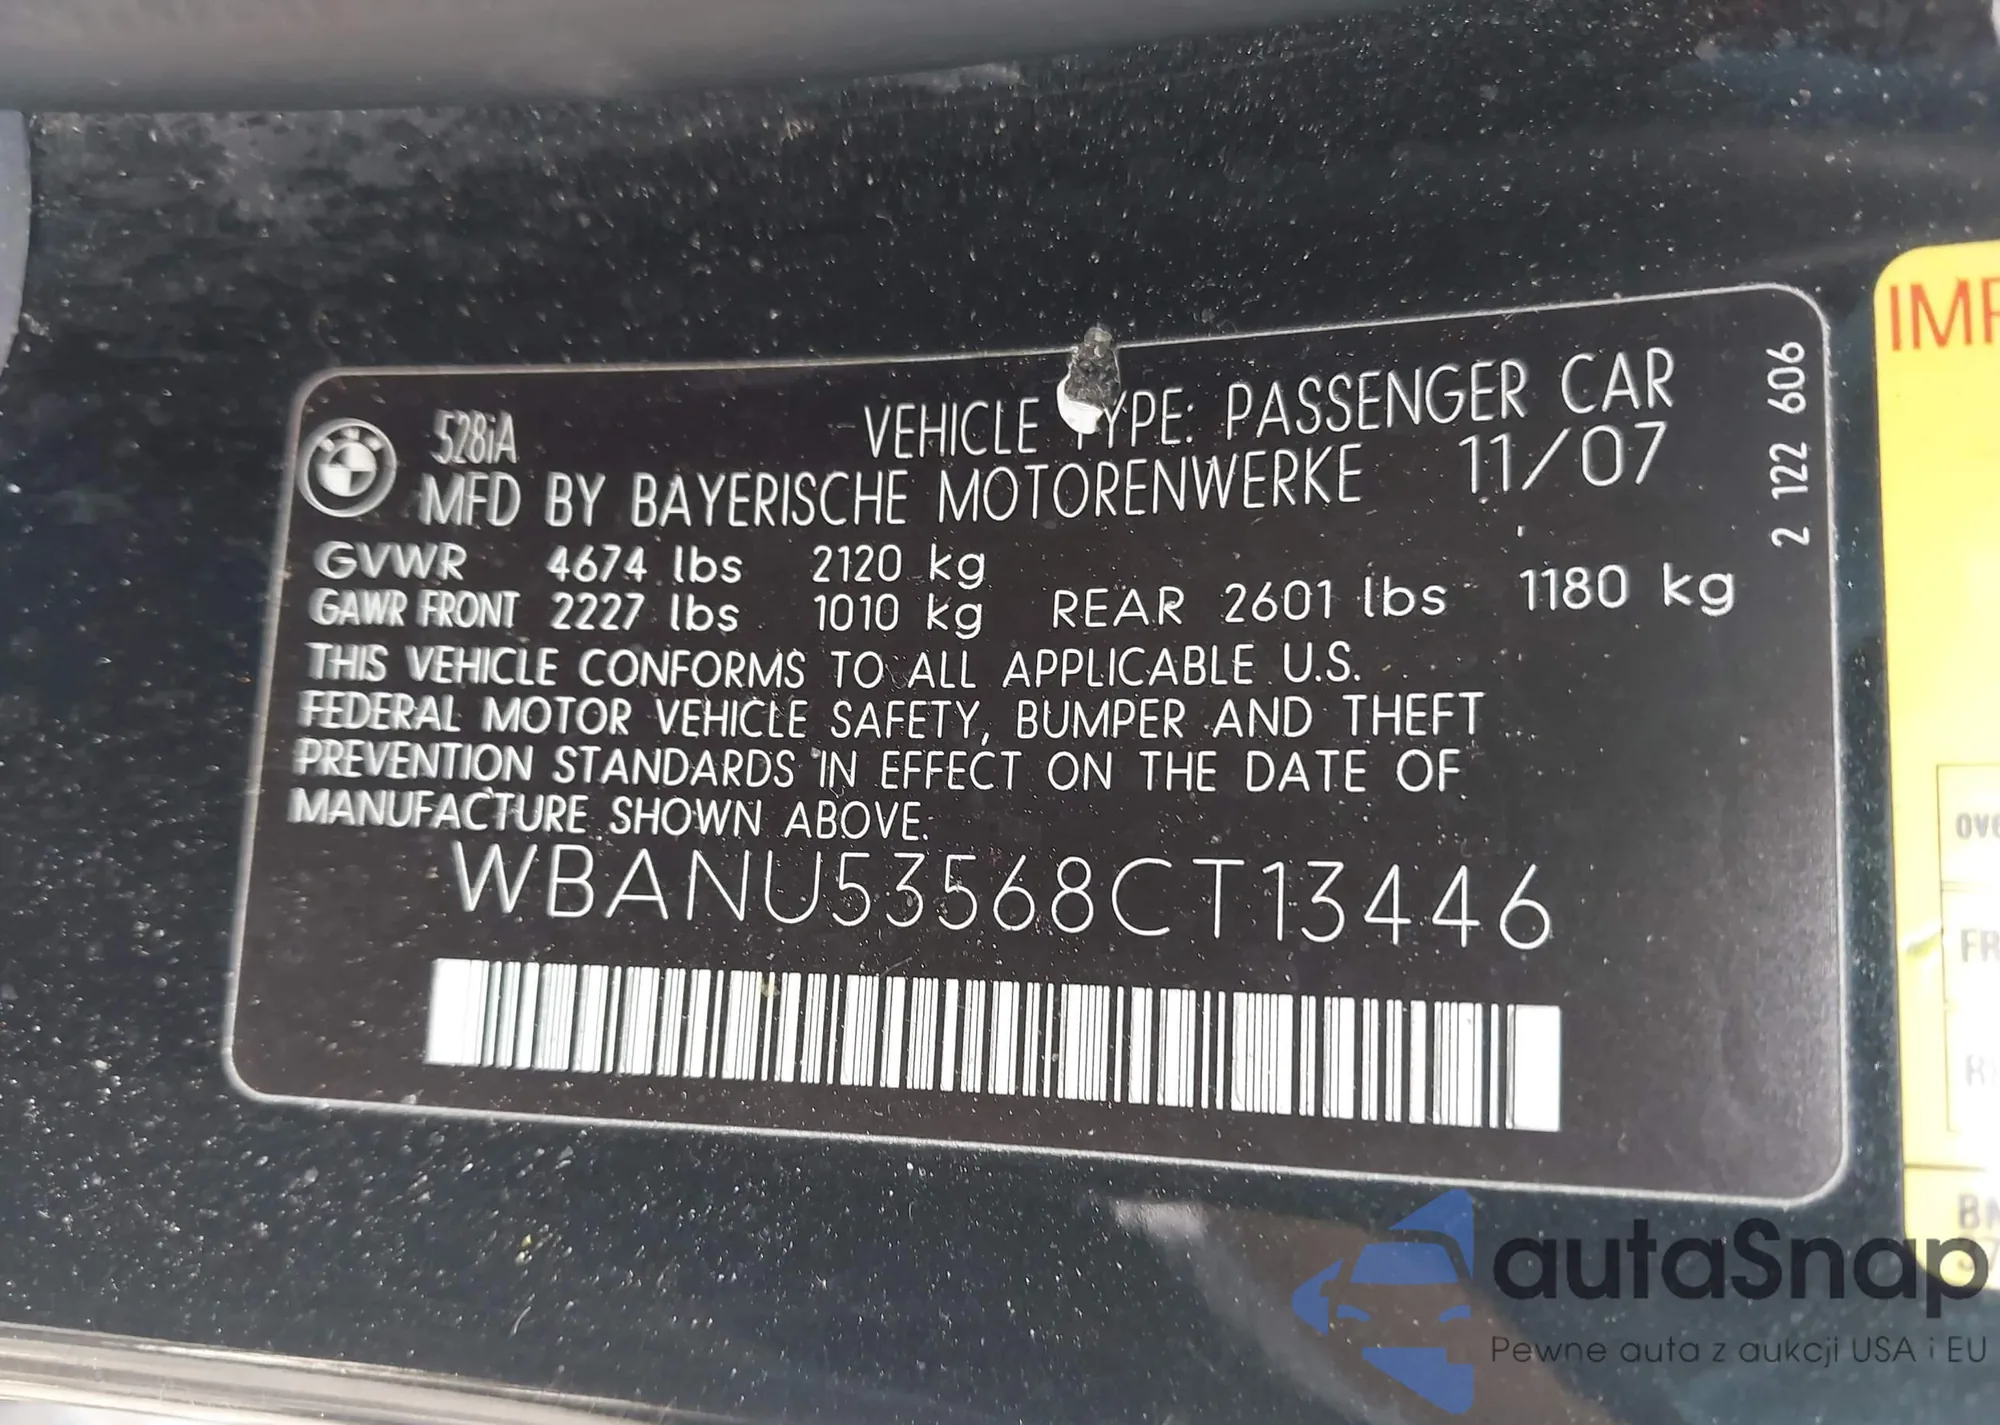 528iA
VEHICLE TYPE: PASSENGER CAR
MFD BY BAYERISCHE MOTORENWERKE 11/07
GVWR 4674 lbs 2120 kg
GAWR FRONT 2227 lbs 1010 kg REAR 2601 lbs 1180 kg
THIS VEHICLE CONFORMS TO ALL APPLICABLE U.S.
FEDERAL MOTOR VEHICLE SAFETY, BUMPER AND THEFT
PREVENTION STANDARDS IN EFFECT ON THE DATE OF
MANUFACTURE SHOWN ABOVE.
WBANU53568CT13446
2 122 606
IMP
ove
FR
autaSnap
Pewne auta z aukcji USA i EU